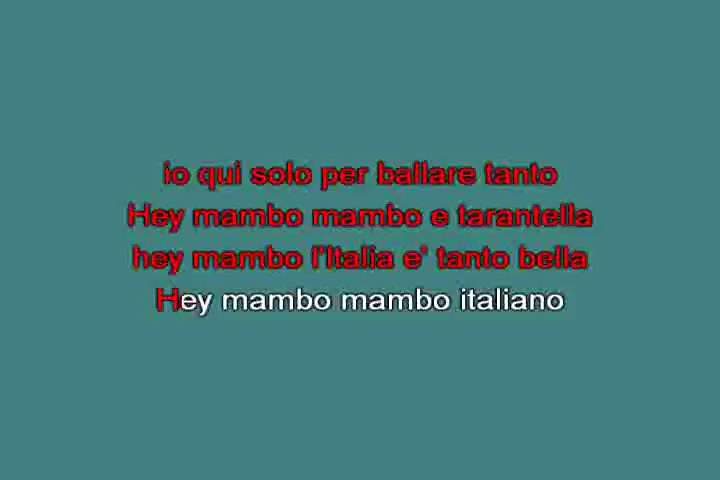 io qui solo per ballare tanto
Hey mambo mambo e tarantella
hey mambo l'Italia e' tanto bella
Hey mambo mambo italiano